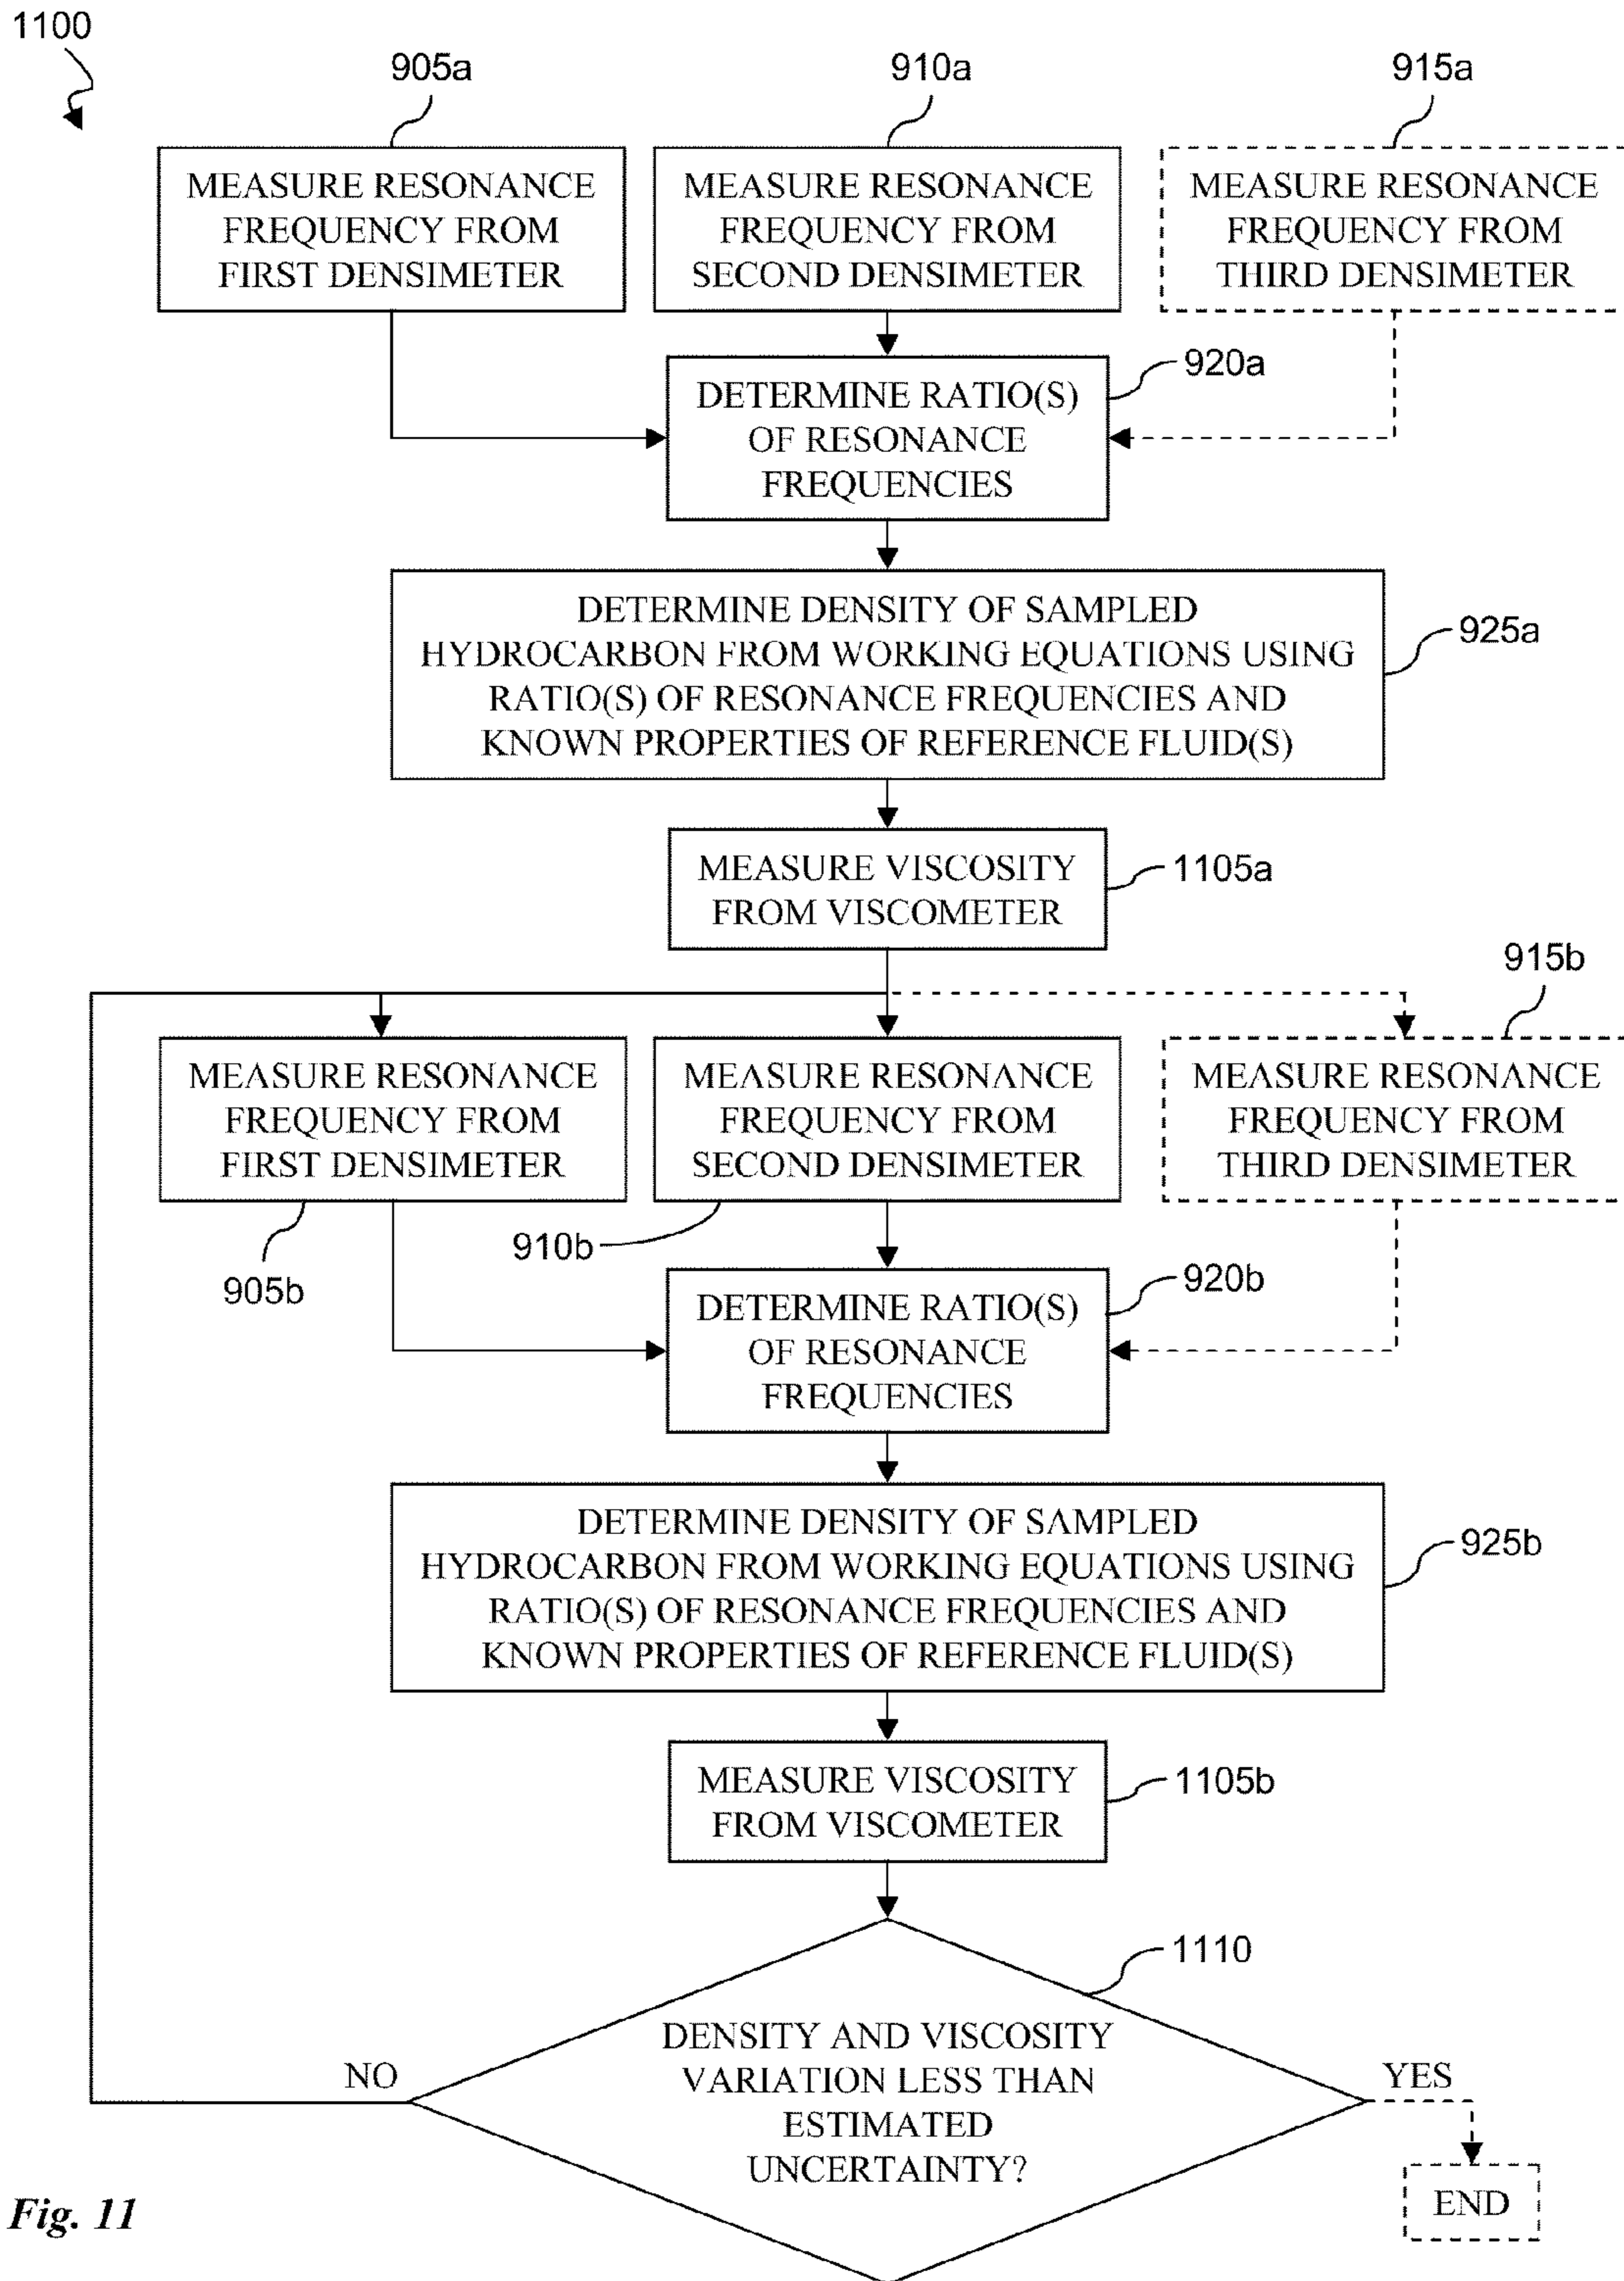 1100
905a
910a
915a
MEASURE RESONANCE
FREQUENCY FROM
FIRST DENSIMETER
MEASURE RESONANCE
FREQUENCY FROM
SECOND DENSIMETER
MEASURE RESONANCE
FREQUENCY FROM
THIRD DENSIMETER
920a
DETERMINE RATIO(S)
OF RESONANCE
FREQUENCIES
925a
DETERMINE DENSITY OF SAMPLED
HYDROCARBON FROM WORKING EQUATIONS USING
RATIO(S) OF RESONANCE FREQUENCIES AND
KNOWN PROPERTIES OF REFERENCE FLUID(S)
1105a
MEASURE VISCOSITY
FROM VISCOMETER
915b
MEASURE RESONANCE
FREQUENCY FROM
FIRST DENSIMETER
MEASURE RESONANCE
FREQUENCY FROM
SECOND DENSIMETER
MEASURE RESONANCE
FREQUENCY FROM
THIRD DENSIMETER
905b
910b
920b
DETERMINE RATIO(S)
OF RESONANCE
FREQUENCIES
925b
DETERMINE DENSITY OF SAMPLED
HYDROCARBON FROM WORKING EQUATIONS USING
RATIO(S) OF RESONANCE FREQUENCIES AND
KNOWN PROPERTIES OF REFERENCE FLUID(S)
1105b
MEASURE VISCOSITY
FROM VISCOMETER
1110
DENSITY AND VISCOSITY
VARIATION LESS THAN
ESTIMATED
UNCERTAINTY?
NO
YES
END
Fig. 11